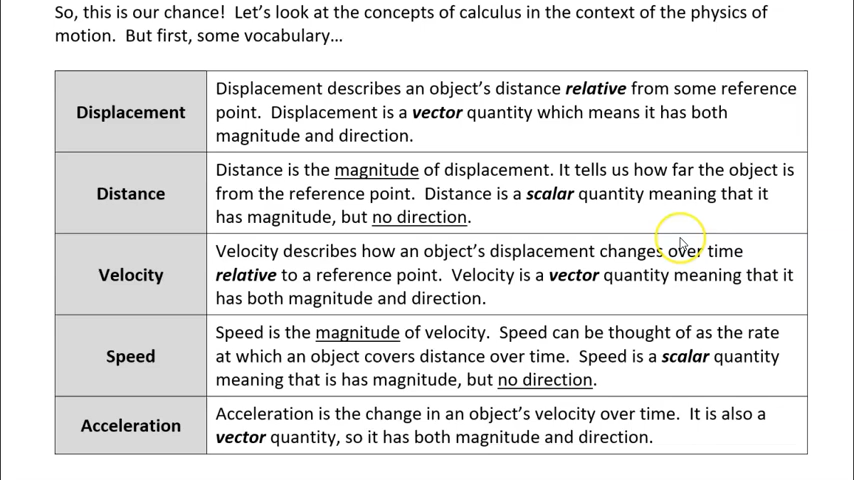 So, this is our chance!  Let's look at the concepts of calculus in the context of the physics of
motion.  But first, some vocabulary…
Displacement
Displacement describes an object's distance relative from some reference
point.  Displacement is a vector quantity which means it has both
magnitude and direction.
Distance
Distance is the magnitude of displacement. It tells us how far the object is
from the reference point.  Distance is a scalar quantity meaning that it
has magnitude, but no direction.
Velocity
Velocity describes how an object's displacement changes over time
relative to a reference point.  Velocity is a vector quantity meaning that it
has both magnitude and direction.
Speed
Speed is the magnitude of velocity.  Speed can be thought of as the rate
at which an object covers distance over time.  Speed is a scalar quantity
meaning that is has magnitude, but no direction.
Acceleration
Acceleration is the change in an object's velocity over time.  It is also a
vector quantity, so it has both magnitude and direction.